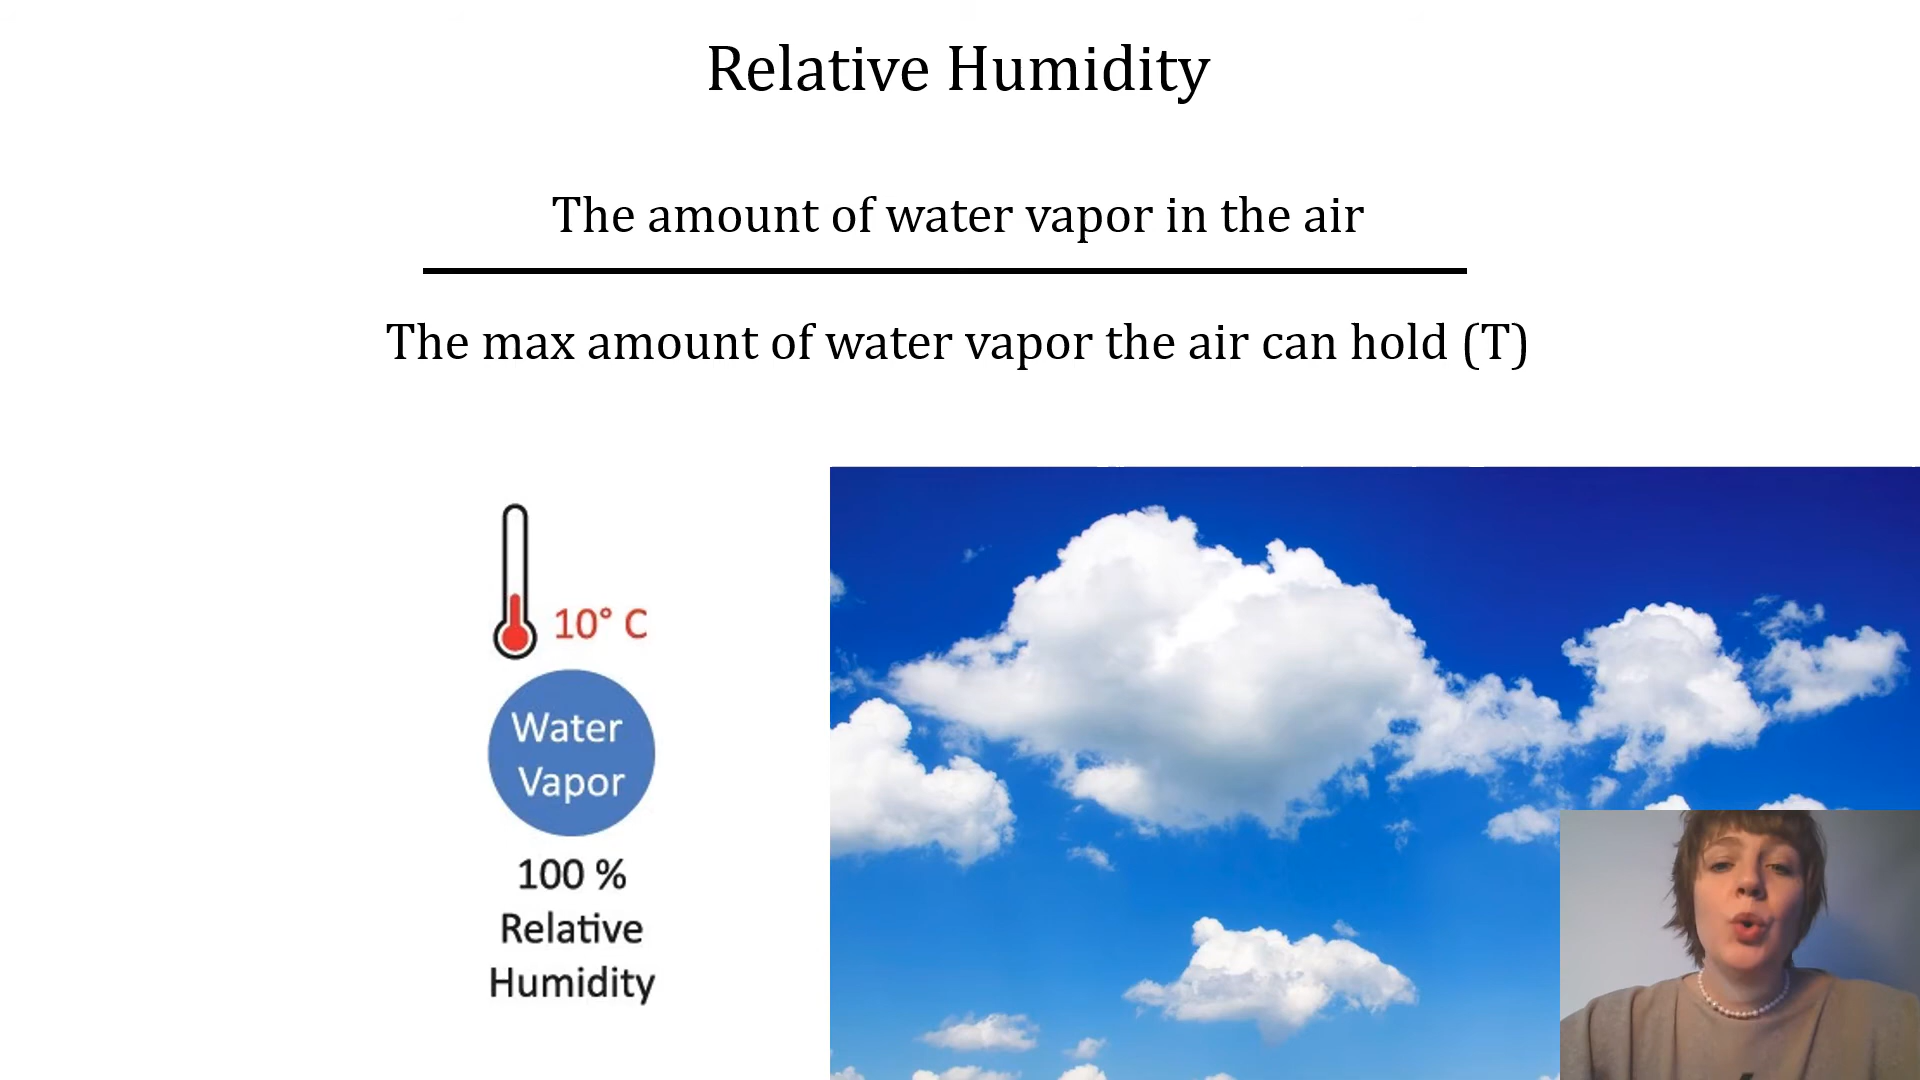 Relative Humidity
The amount of water vapor in the air
The max amount of water vapor the air can hold (T)
10° C
Water
Vapor
100 %
Relative
Humidity